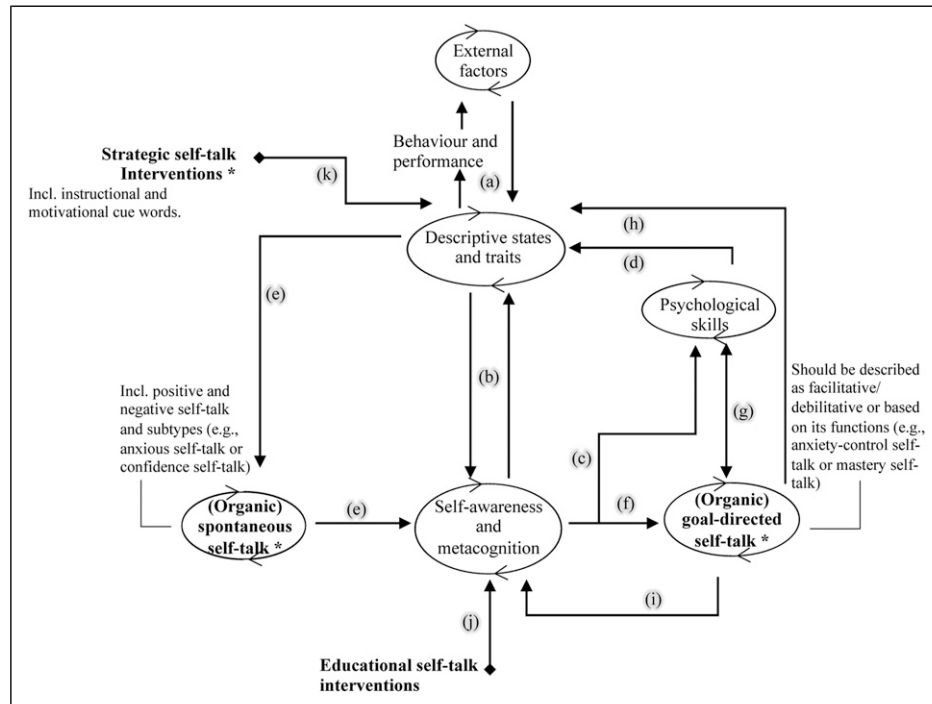 External
factors
Behaviour and
performance
(a)
Strategic self-talk
Interventions *
(k)
Incl. instructional and
motivational cue words.
Descriptive states
and traits
(h)
(d)
(e)
Psychological
skills
(b)
Incl. positive and
negative self-talk
and subtypes (e.g.,
anxious self-talk or
confidence self-talk)
(g)
(c)
Should be described
as facilitative/
debilitative or based
on its functions (e.g.,
anxiety-control self-
talk or mastery self-
talk)
(Organic)
spontaneous
self-talk *
(e)
Self-awareness
and
metacognition
(f)
(Organic)
goal-directed
self-talk *
(i)
(j)
Educational self-talk
interventions